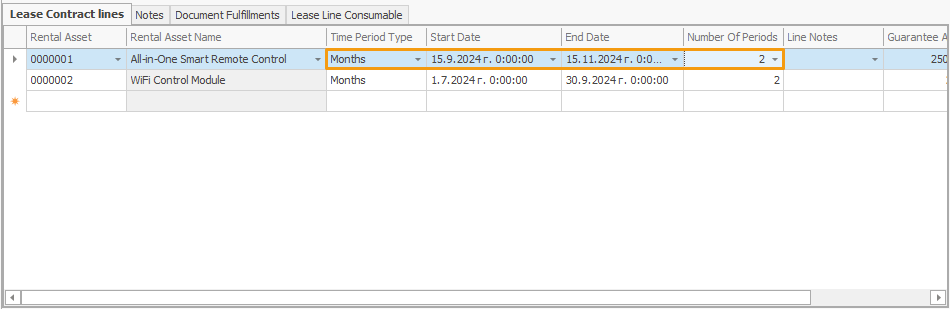 Lease Contract lines Notes Document Fulfillments Lease Line Consumable
Rental Asset Rental Asset Name Time Period Type Start Date End Date Number Of Periods Line Notes Guarantee A
0000001 All-in-One Smart Remote Control Months 15.9.2024 г. 0:00:00 15.11.2024 г. 0:0... 2 250
0000002 WiFi Control Module Months 1.7.2024 г. 0:00:00 30.9.2024 г. 0:00:00 2